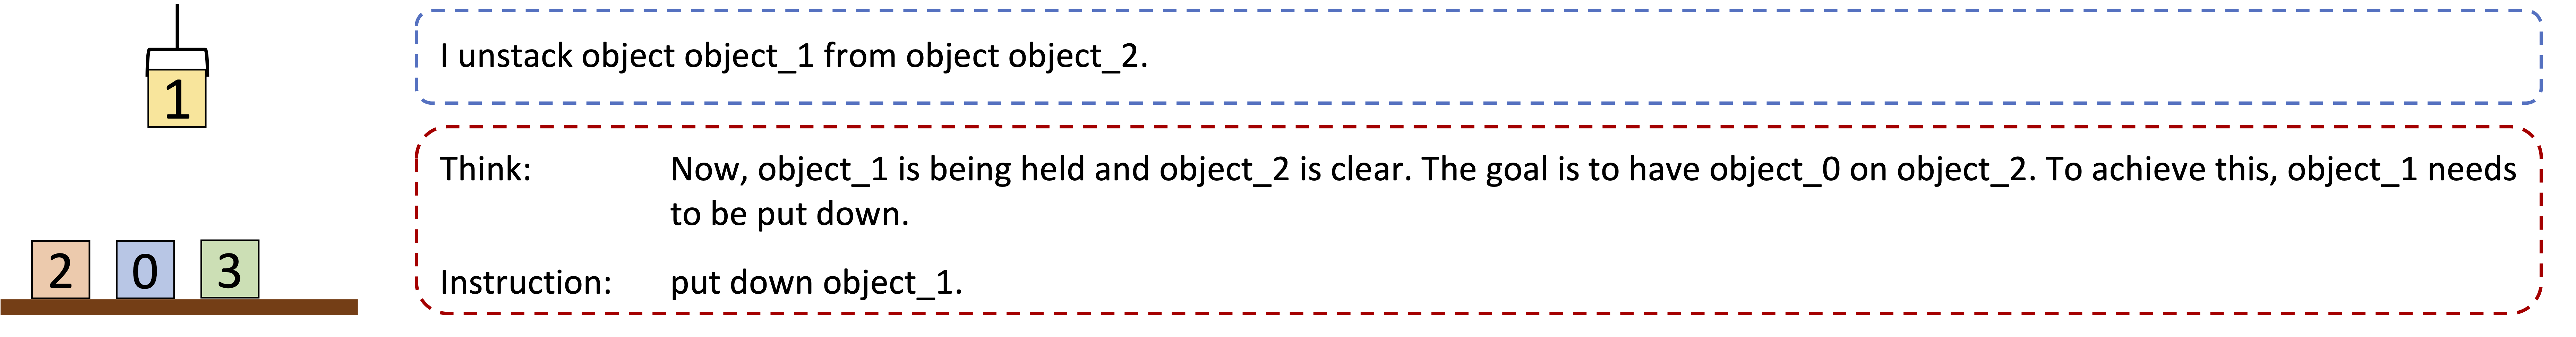 1
2 0 3
I unstack object object_1 from object object_2.
Think: Now, object_1 is being held and object_2 is clear. The goal is to have object_0 on object_2. To achieve this, object_1 needs
to be put down.
Instruction: put down object_1.